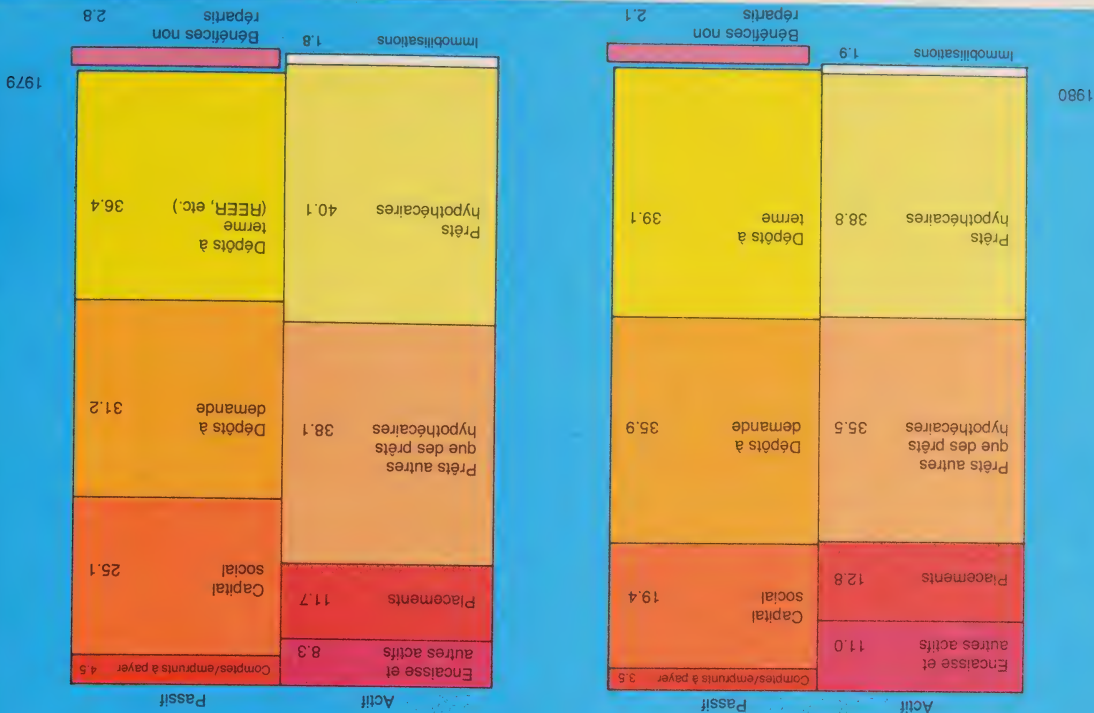 Actif
Passif
Encaisse et
autres actifs
11.0
Placements
12.8
Prêts autres
que des prêts
hypothécaires
35.5
Prêts
hypothécaires
38.8
Immobilisations
1.9
Comptes/emprunts à payer 3.5
Capital
social
19.4
Dépôts à
demande
35.9
Dépôts à
terme
39.1
Bénéfices non
répartis
2.1
1980
Actif
Passif
Encaisse et
autres actifs
8.3
Placements
11.7
Prêts autres
que des prêts
hypothécaires
38.1
Prêts
hypothécaires
40.1
Immobilisations
1.8
Comptes/emprunts à payer 4.5
Capital
social
25.1
Dépôts à
demande
31.2
Dépôts à
terme
(REER, etc.)
36.4
Bénéfices non
répartis
2.8
1979